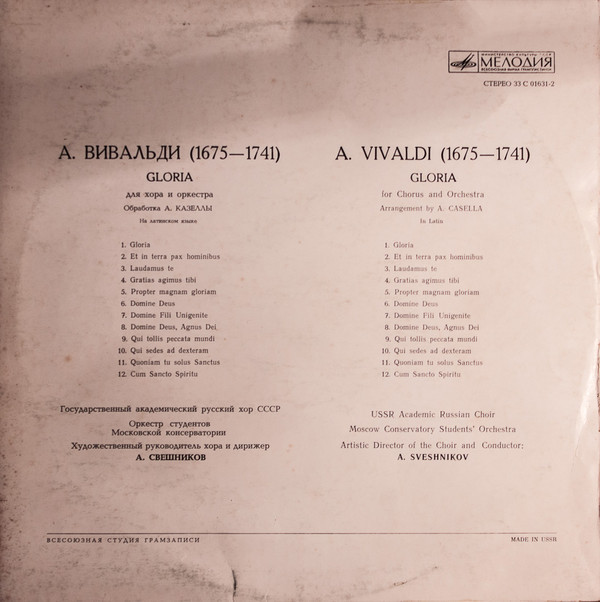 МИНИСТЕРСТВО КУЛЬТУРЫ СССР
МЕЛОДИЯ
ВСЕСОЮЗНАЯ ФИРМА ГРАМПЛАСТИНОК
СТЕРЕО 33 С 01631-2
А. ВИВАЛЬДИ (1675—1741)
GLORIA
для хора и оркестра
Обработка А. КАЗЕЛЛЫ
На латинском языке
1. Gloria
2. Et in terra pax hominibus
3. Laudamus te
4. Gratias agimus tibi
5. Propter magnam gloriam
6. Domine Deus
7. Domine Fili Unigenite
8. Domine Deus, Agnus Dei
9. Qui tollis peccata mundi
10. Qui sedes ad dexteram
11. Quoniam tu solus Sanctus
12. Cum Sancto Spiritu
Государственный академический русский хор СССР
Оркестр студентов
Московской консерватории
Художественный руководитель хора и дирижер
А. СВЕШНИКОВ
A. VIVALDI (1675—1741)
GLORIA
for Chorus and Orchestra
Arrangement by A. CASELLA
In Latin
1. Gloria
2. Et in terra pax hominibus
3. Laudamus te
4. Gratias agimus tibi
5. Propter magnam gloriam
6. Domine Deus
7. Domine Fili Unigenite
8. Domine Deus, Agnus Dei
9. Qui tollis peccata mundi
10. Qui sedes ad dexteram
11. Quoniam tu solus Sanctus
12. Cum Sancto Spiritu
USSR Academic Russian Choir
Moscow Conservatory Students' Orchestra
Artistic Director of the Choir and Conductor:
A. SVESHNIKOV
ВСЕСОЮЗНАЯ СТУДИЯ ГРАМЗАПИСИ
MADE IN USSR